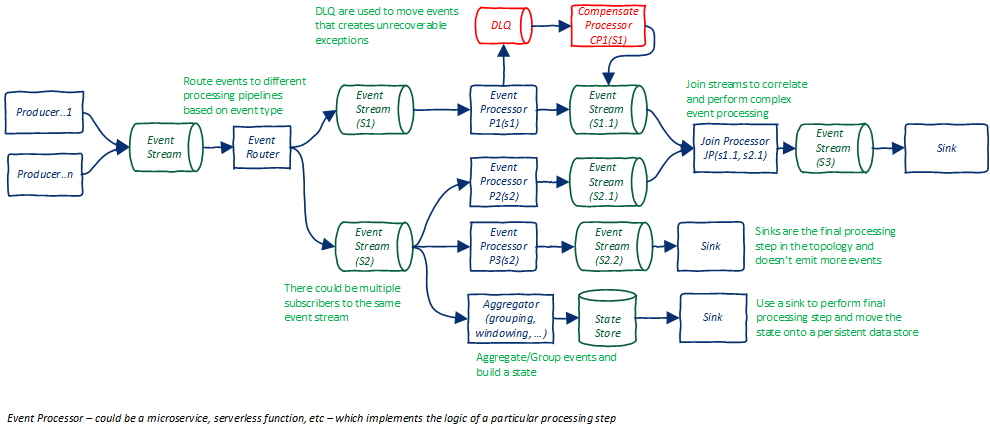 DLQ are used to move events
that creates unrecoverable
exceptions
DLQ
Compensate
Processor
CP1(S1)
Route events to different
processing pipelines
based on event type
Producer..1
Producer..n
Event
Stream
Event
Router
Event
Stream
(S1)
Event
Processor
P1(s1)
Event
Stream
(S1.1)
Join streams to correlate
and perform complex
event processing
Join Processor
JP(s1.1, s2.1)
Event
Stream
(S3)
Sink
Event
Processor
P2(s2)
Event
Stream
(S2.1)
Event
Stream
(S2)
Event
Processor
P3(s2)
Event
Stream
(S2.2)
Sink
Sinks are the final processing
step in the topology and
doesn't emit more events
There could be multiple
subscribers to the same
event stream
Aggregator
(grouping,
windowing, ...)
State
Store
Sink
Use a sink to perform final
processing step and move the
state onto a persistent data store
Aggregate/Group events and
build a state
Event Processor – could be a microservice, serverless function, etc – which implements the logic of a particular processing step